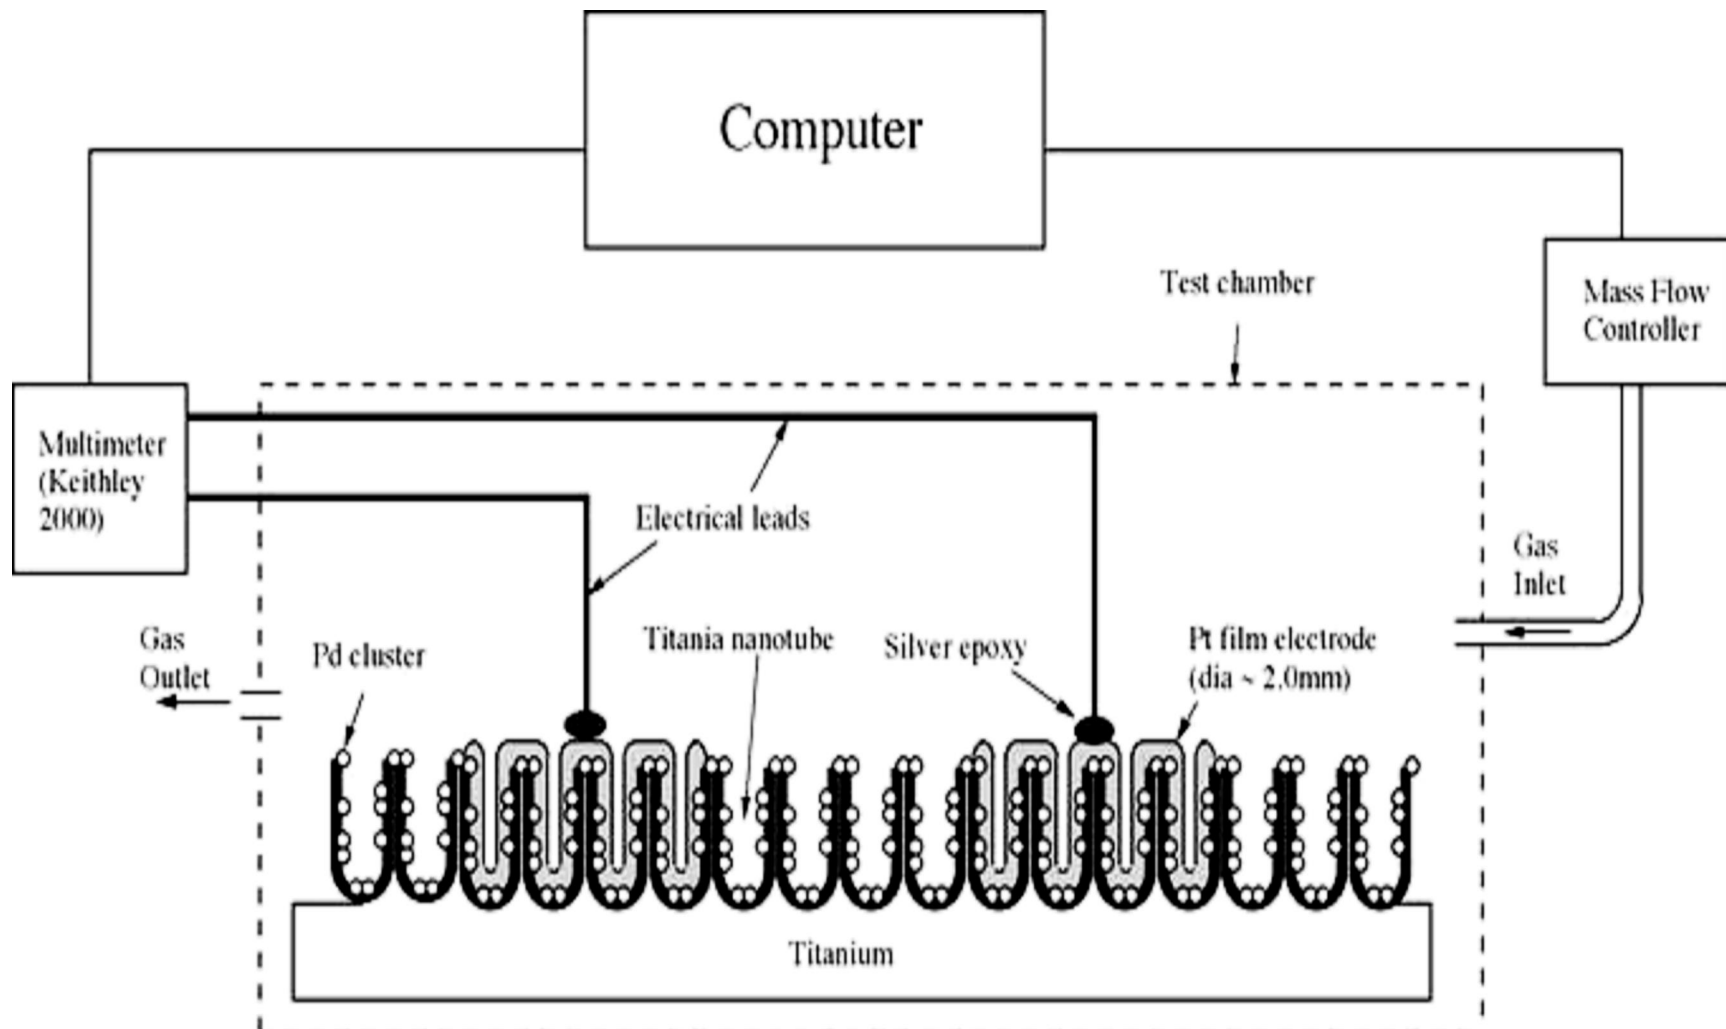 Computer
Test chamber
Mass Flow
Controller
Multimeter
(Keithley
2000)
Electrical leads
Gas
Inlet
Gas
Outlet
Pd cluster
Titania nanotube
Silver epoxy
Pt film electrode
(dia ~ 2.0mm)
Titanium